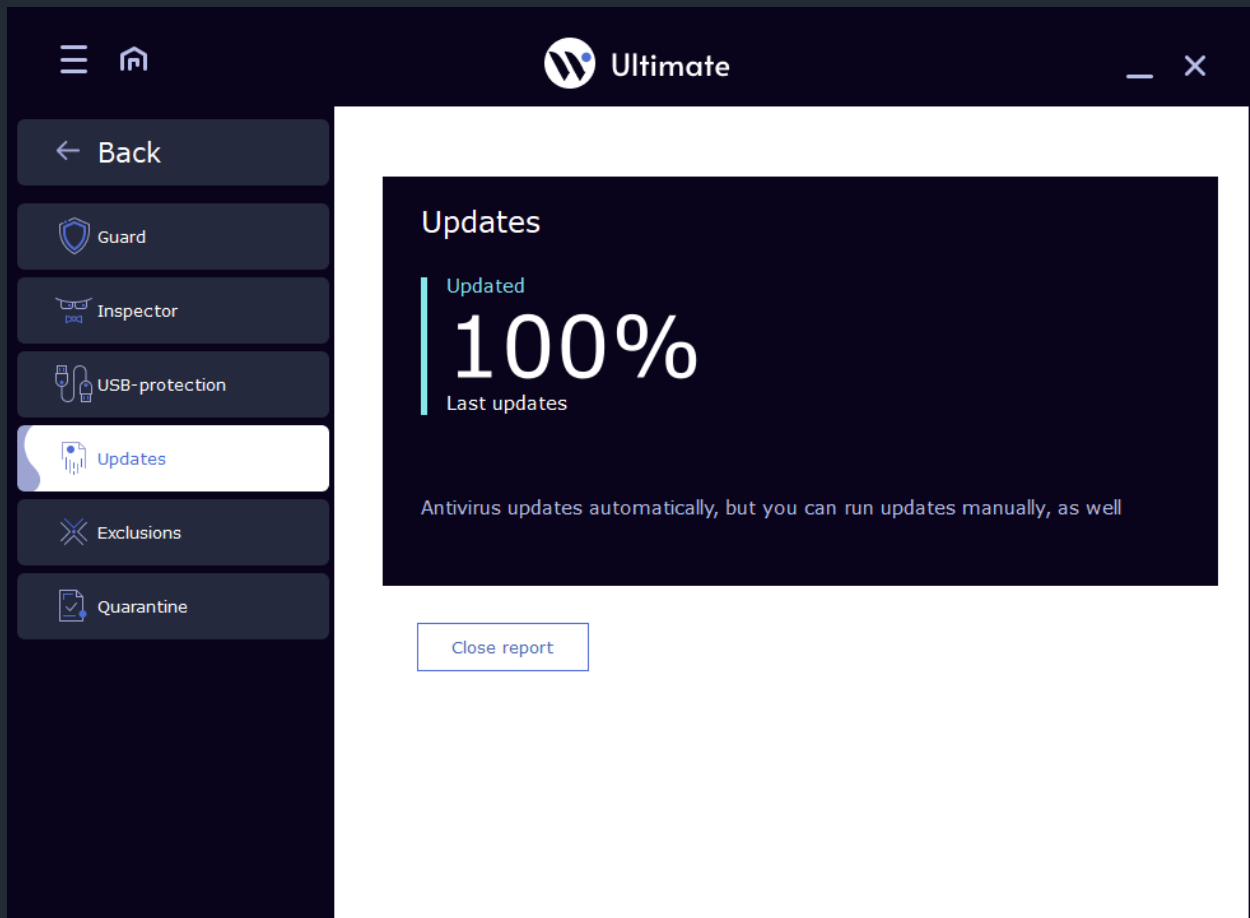 Ultimate
Back
Guard
Inspector
USB-protection
Updates
Exclusions
Quarantine
Updates
Updated
100%
Last updates
Antivirus updates automatically, but you can run updates manually, as well
Close report